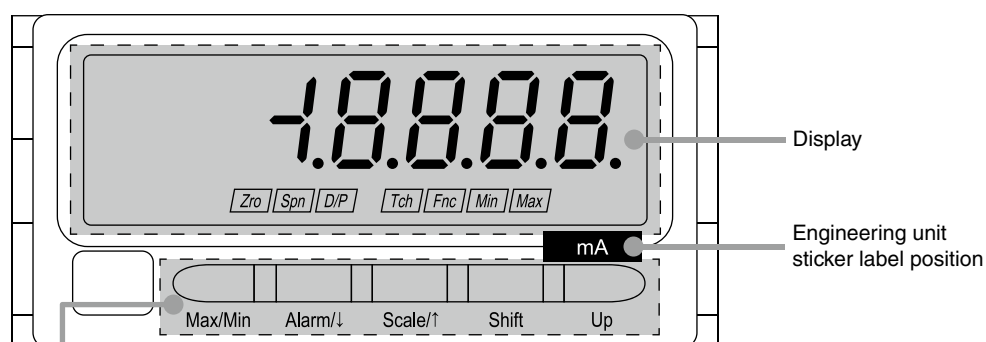 -1.8.8.8.8.
Display
Zro Spn D/P Tch Fnc Min Max
mA
Engineering unit
sticker label position
Max/Min Alarm/↓ Scale/↑ Shift Up